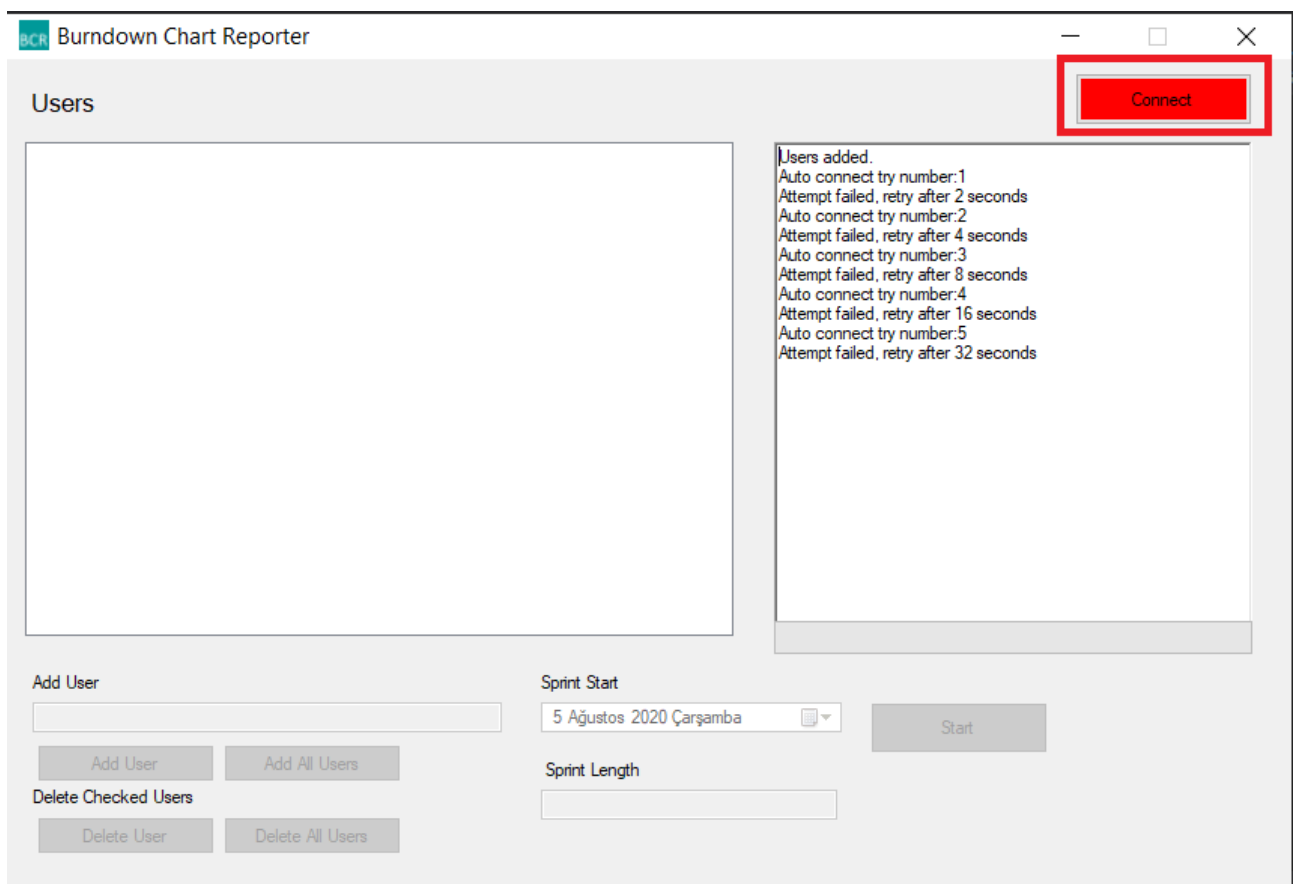 BCR Burndown Chart Reporter
Users
Connect
Users added.
Auto connect try number:1
Attempt failed, retry after 2 seconds
Auto connect try number:2
Attempt failed, retry after 4 seconds
Auto connect try number:3
Attempt failed, retry after 8 seconds
Auto connect try number:4
Attempt failed, retry after 16 seconds
Auto connect try number:5
Attempt failed, retry after 32 seconds
Add User
Add User
Add All Users
Delete Checked Users
Delete User
Delete All Users
Sprint Start
5 Ağustos 2020 Çarşamba
Sprint Length
Start